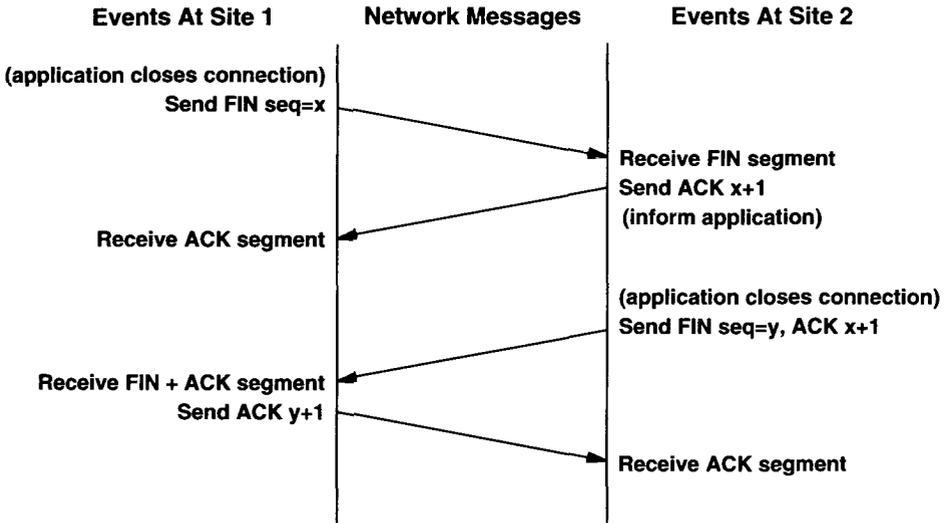 Events At Site 1
Network Messages
Events At Site 2
(application closes connection)
Send FIN seq=x
Receive FIN segment
Send ACK x+1
(inform application)
Receive ACK segment
(application closes connection)
Send FIN seq=y, ACK x+1
Receive FIN + ACK segment
Send ACK y+1
Receive ACK segment